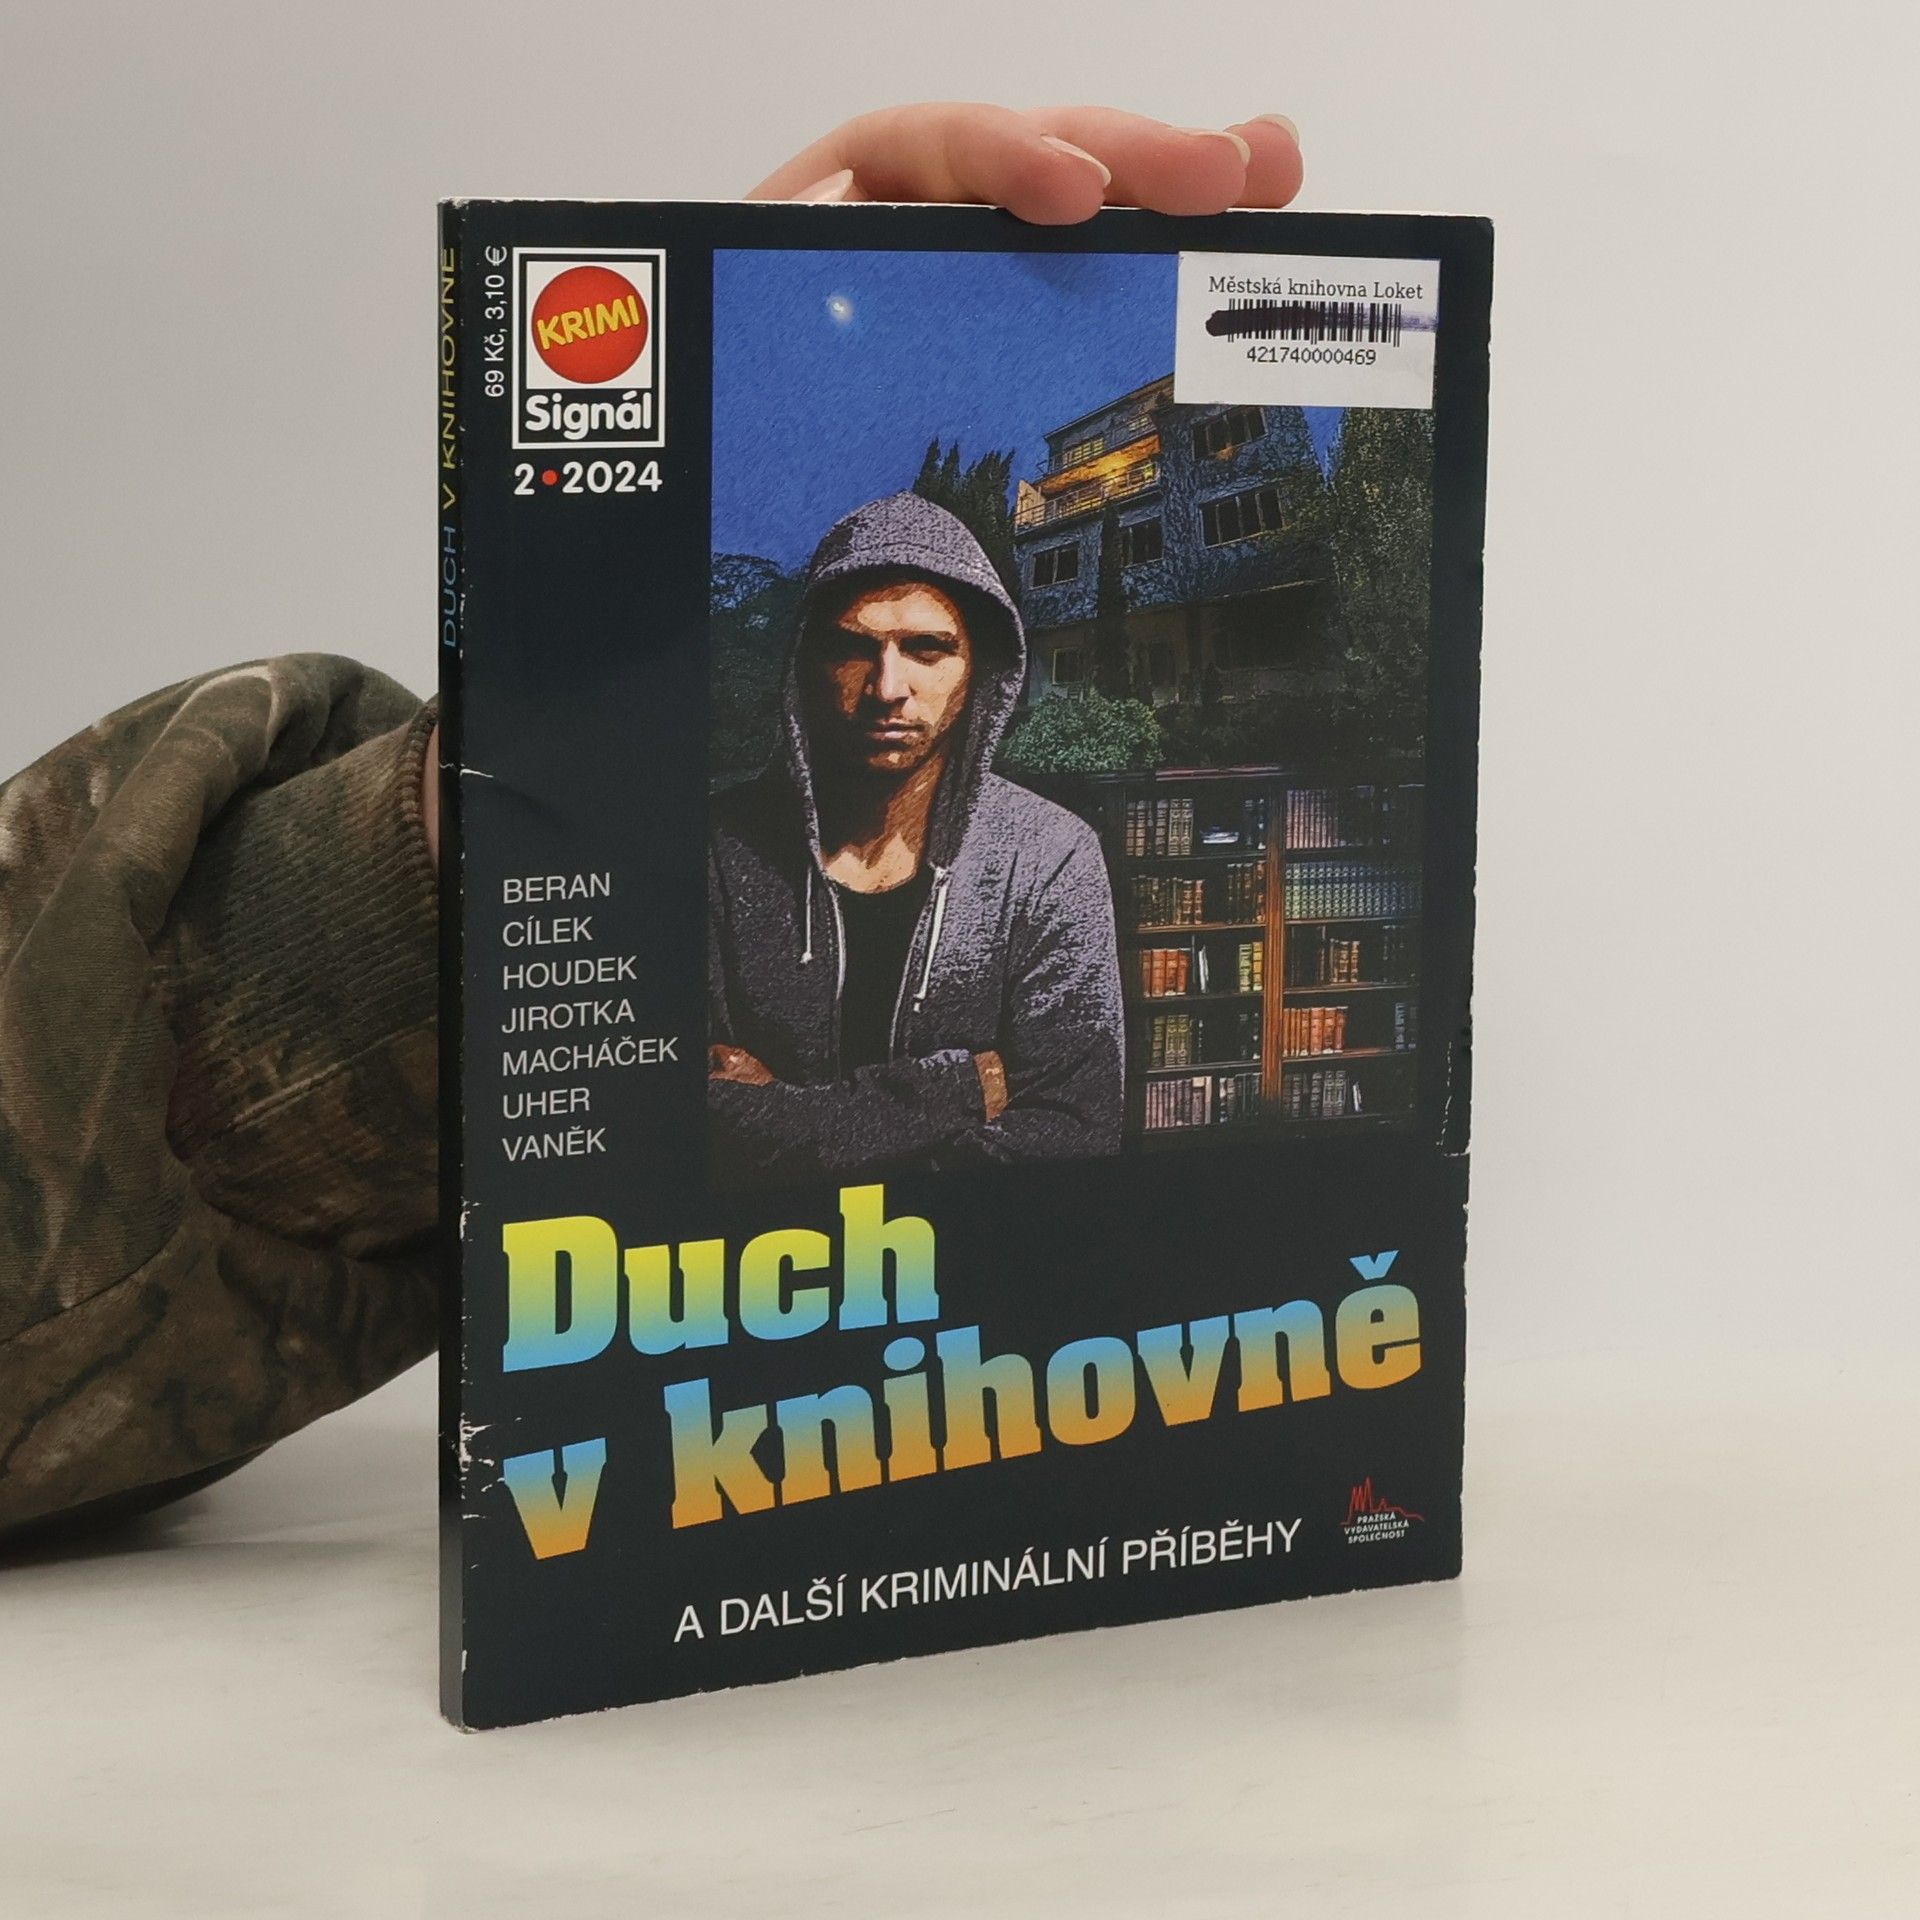 DUCH V KNIHOVNĚ
69 Kč, 3,10 €
KRIMI
Signál
2•2024
Městská knihovna Loket
421740000469
BERAN
CÍLEK
HOUDEK
JIROTKA
MACHÁČEK
UHER
VANĚK
Duch
v knihovně
A DALŠÍ KRIMINÁLNÍ PŘÍBĚHY
PRAŽSKÁ
VYDAVATELSKÁ
SPOLEČNOST